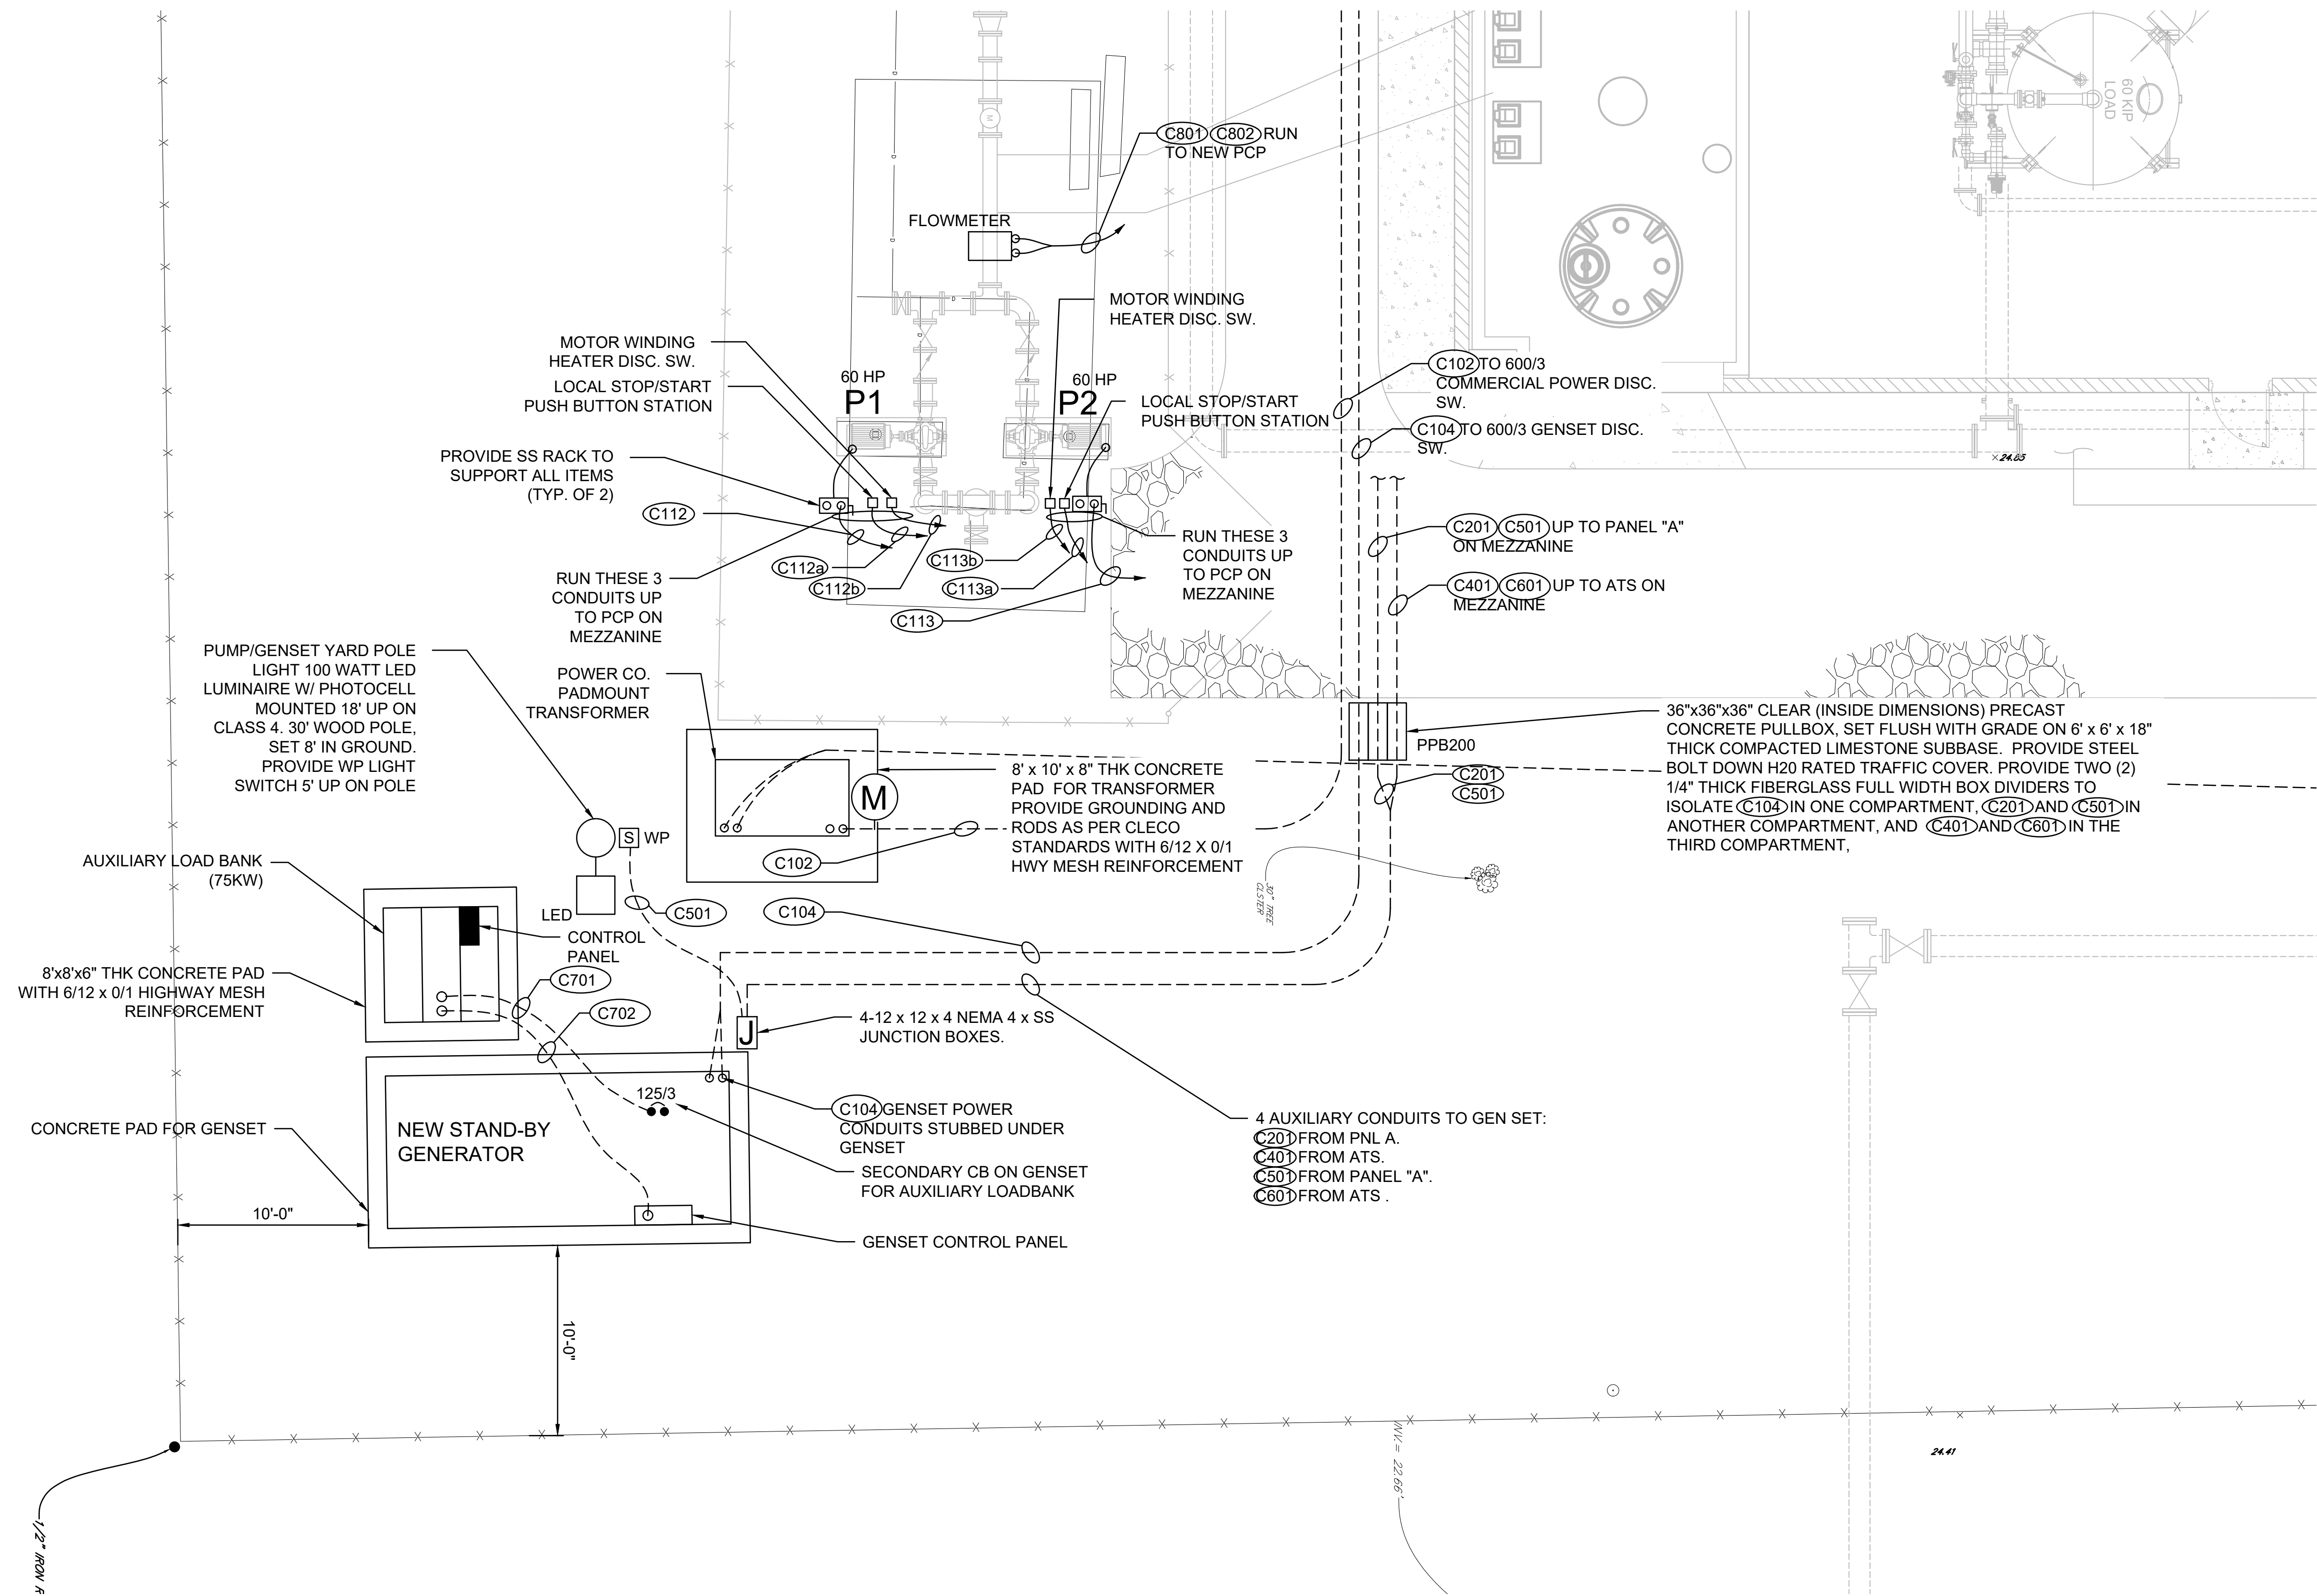 60 KIP
LOAD
M
C801 C802 RUN
TO NEW PCP
FLOWMETER
MOTOR WINDING
HEATER DISC. SW.
MOTOR WINDING
HEATER DISC. SW.
LOCAL STOP/START
PUSH BUTTON STATION
60 HP
P1
60 HP
P2
LOCAL STOP/START
PUSH BUTTON STATION
C102 TO 600/3
COMMERCIAL POWER DISC.
SW.
C104 TO 600/3 GENSET DISC.
SW.
24.65
PROVIDE SS RACK TO
SUPPORT ALL ITEMS
(TYP. OF 2)
C112
C112a
C112b
C113b
C113a
C113
RUN THESE 3
CONDUITS UP
TO PCP ON
MEZZANINE
RUN THESE 3
CONDUITS UP
TO PCP ON
MEZZANINE
C201 C501 UP TO PANEL "A"
ON MEZZANINE
C401 C601 UP TO ATS ON
MEZZANINE
PUMP/GENSET YARD POLE
LIGHT 100 WATT LED
LUMINAIRE W/ PHOTOCELL
MOUNTED 18' UP ON
CLASS 4. 30' WOOD POLE,
SET 8' IN GROUND.
PROVIDE WP LIGHT
SWITCH 5' UP ON POLE
POWER CO.
PADMOUNT
TRANSFORMER
M
8' x 10' x 8" THK CONCRETE
PAD FOR TRANSFORMER
PROVIDE GROUNDING AND
RODS AS PER CLECO
STANDARDS WITH 6/12 X 0/1
HWY MESH REINFORCEMENT
PPB200
C201
C501
36"x36"x36" CLEAR (INSIDE DIMENSIONS) PRECAST
CONCRETE PULLBOX, SET FLUSH WITH GRADE ON 6' x 6' x 18"
THICK COMPACTED LIMESTONE SUBBASE. PROVIDE STEEL
BOLT DOWN H20 RATED TRAFFIC COVER. PROVIDE TWO (2)
1/4" THICK FIBERGLASS FULL WIDTH BOX DIVIDERS TO
ISOLATE C104 IN ONE COMPARTMENT, C201 AND C501 IN
ANOTHER COMPARTMENT, AND C401 AND C601 IN THE
THIRD COMPARTMENT,
S WP
C102
AUXILIARY LOAD BANK
(75KW)
LED
C501
C104
30" TREE
CLSTER
CONTROL
PANEL
8'x8'x6" THK CONCRETE PAD
WITH 6/12 x 0/1 HIGHWAY MESH
REINFORCEMENT
C701
C702
J
4-12 x 12 x 4 NEMA 4 x SS
JUNCTION BOXES.
125/3
C104 GENSET POWER
CONDUITS STUBBED UNDER
GENSET
CONCRETE PAD FOR GENSET
NEW STAND-BY
GENERATOR
SECONDARY CB ON GENSET
FOR AUXILIARY LOADBANK
4 AUXILIARY CONDUITS TO GEN SET:
C201 FROM PNL A.
C401 FROM ATS.
C501 FROM PANEL "A".
C601 FROM ATS .
10'-0"
GENSET CONTROL PANEL
10'-0"
INV.= 22.66'
24.41
1/2" IRON